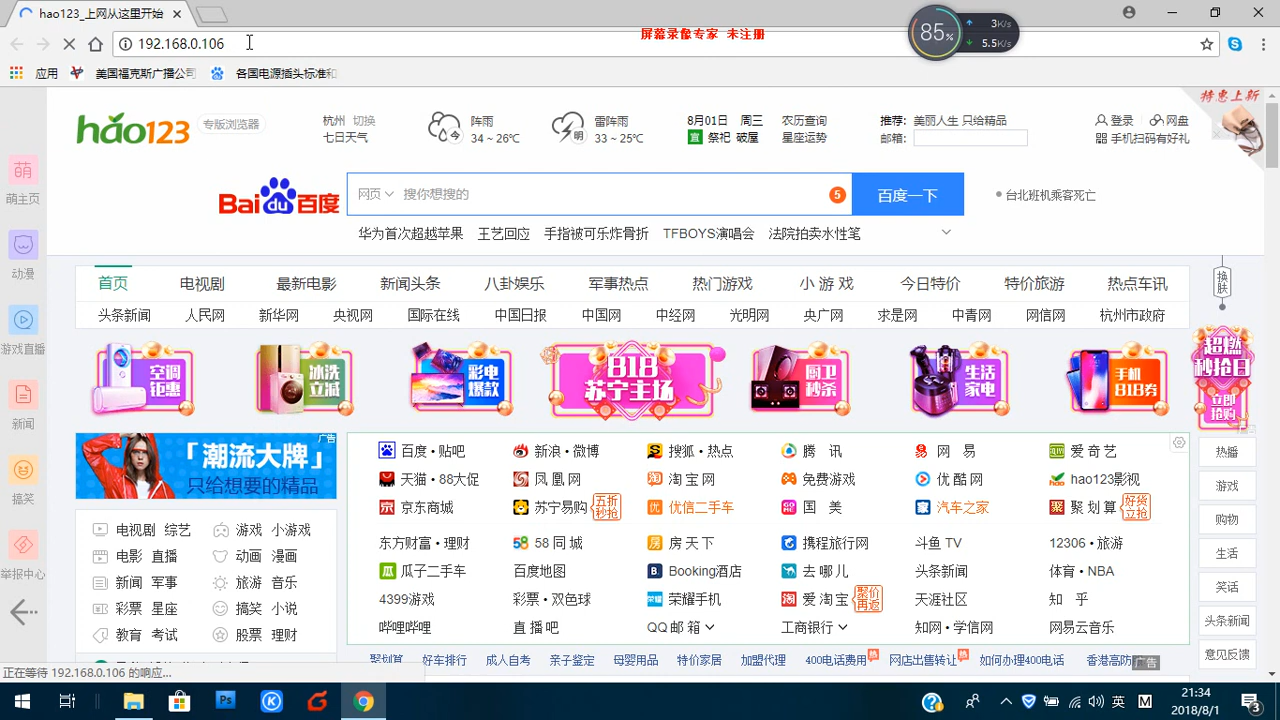 hao123_上网从这里开始
192.168.0.106
屏幕录像专家 未注册
85%
3K/s
5.5K/s
应用
美国福克斯广播公司
各国电源插头标准和
hao123
专版浏览器
杭州 切换
七日天气
今
阵雨
34 ~ 26℃
明
雷阵雨
33 ~ 25℃
8月01日 周三
宜 祭祀 破屋
农历查询
星座运势
推荐: 美丽人生 只给精品
邮箱:
登录 网盘
手机扫码有好礼
特惠上新
Bai du 百度
网页
搜你想搜的
5
百度一下
台北班机乘客死亡
华为首次超越苹果 王艺回应 手指被可乐炸骨折 TFBOYS演唱会 法院拍卖水性笔
萌
萌主页
动漫
游戏直播
新闻
搞笑
举报中心
首页 电视剧 最新电影 新闻头条 八卦娱乐 军事热点 热门游戏 小 游 戏 今日特价 特价旅游 热点车讯
头条新闻 人民网 新华网 央视网 国际在线 中国日报 中国网 中经网 光明网 央广网 求是网 中青网 网信网 杭州市政府
换肤
空调钜惠
冰洗立减
彩电爆款
818
苏宁主场
厨卫秒杀
生活家电
手机818券
超燃秒抢日
立即抢购
广告
「潮流大牌」
只给想要的精品
电视剧 综艺 游戏 小游戏
电影 直播 动画 漫画
新闻 军事 旅游 音乐
彩票 星座 搞笑 小说
教育 考试 股票 理财
百度 • 贴吧 新浪 • 微博 搜狐 • 热点 腾 讯 网 易 爱 奇 艺
天猫 • 88大促 凤 凰 网 淘 宝 网 免费游戏 优 酷 网 hao123影视
京东商城 苏宁易购 五折秒抢 优信二手车 国 美 汽车之家 聚 划 算 好货立抢
东方财富 • 理财 58 同 城 房 天 下 携程旅行网 斗鱼 TV 12306 • 旅游
瓜子二手车 百度地图 Booking酒店 去 哪 儿 头条新闻 体育 • NBA
4399游戏 彩票 • 双色球 荣耀手机 爱 淘 宝 聚价再返 天涯社区 知 乎
哔哩哔哩 直 播 吧 QQ 邮 箱 工商银行 知网 • 学信网 网易云音乐
热播
游戏
购物
生活
笑话
头条新闻
意见反馈
聚划算 好车排行 成人自考 亲子鉴定 母婴用品 特价家居 加盟代理 热 网店出售转让 热 如何办理400电话 香港高防
广告
正在等待 192.168.0.106 的响应...
Ps
K
英
M
21:34
2018/8/1
3